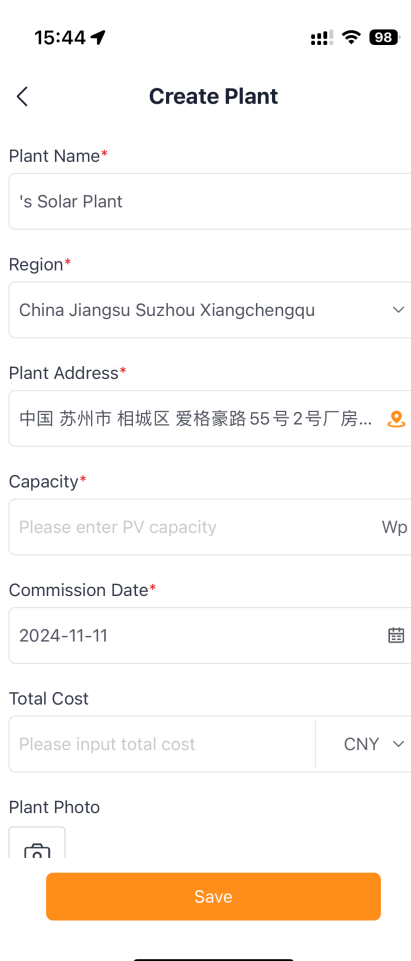 15:44
98
Create Plant
Plant Name*
's Solar Plant
Region*
China Jiangsu Suzhou Xiangchengqu
Plant Address*
中国 苏州市 相城区 爱格豪路55号2号厂房...
Capacity*
Please enter PV capacity Wp
Commission Date*
2024-11-11
Total Cost
Please input total cost CNY
Plant Photo
Save